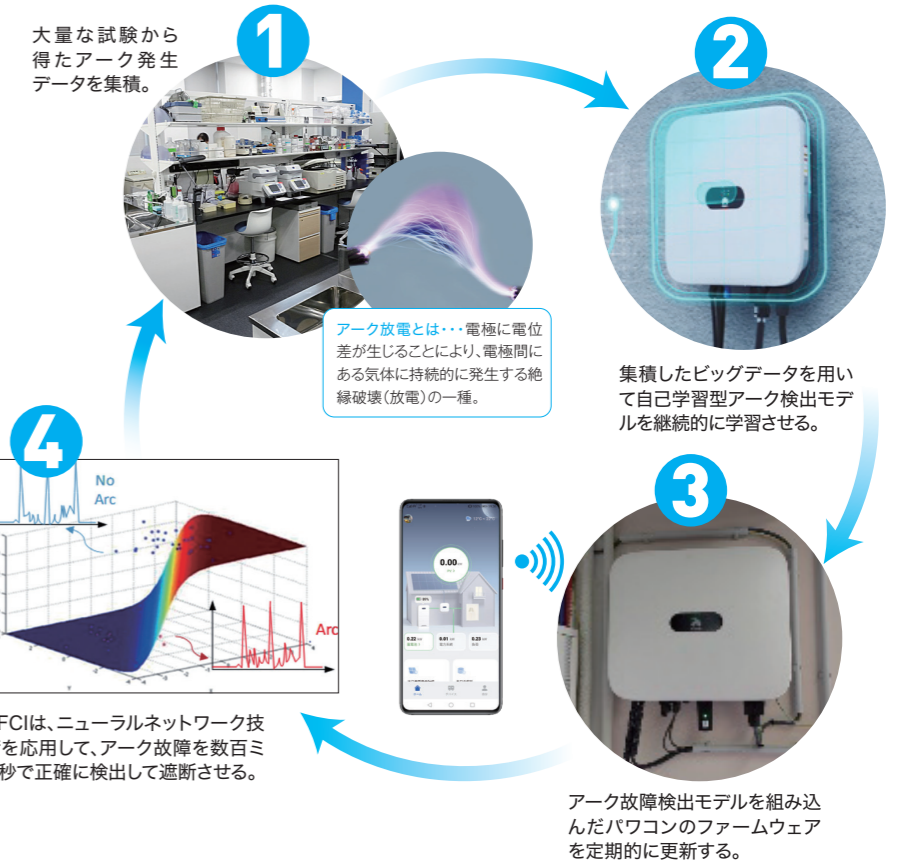 1
大量な試験から
得たアーク発生
データを集積。
アーク放電とは・・・電極に電位
差が生じることにより、電極間に
ある気体に持続的に発生する絶
縁破壊(放電)の一種。
2
集積したビッグデータを用い
て自己学習型アーク検出モデ
ルを継続的に学習させる。
3
アーク故障検出モデルを組み込
んだパワコンのファームウェア
を定期的に更新する。
0.00
0.22
0.01
0.23
4
No
Arc
Arc
FCIは、ニューラルネットワーク技
を応用して、アーク故障を数百ミ
秒で正確に検出して遮断させる。